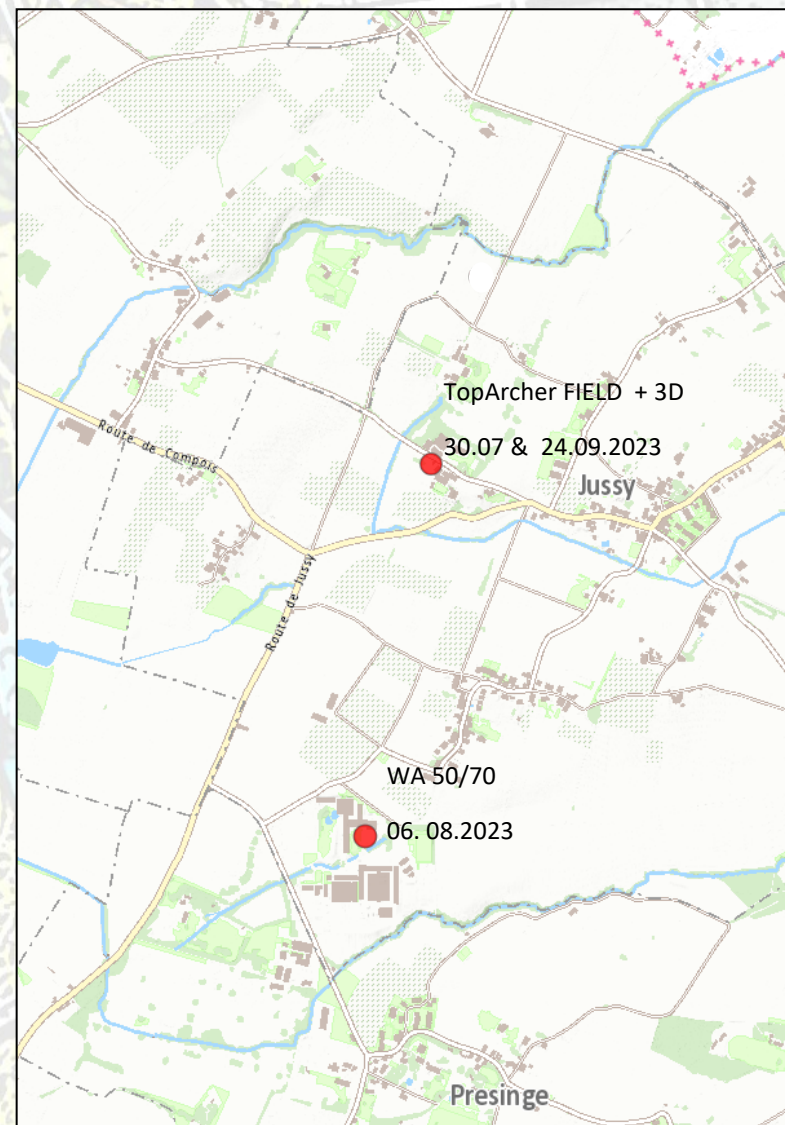 TopArcher FIELD + 3D
30.07 & 24.09.2023
Route de Compois
Jussy
Route de Jussy
WA 50/70
06. 08.2023
Presinge